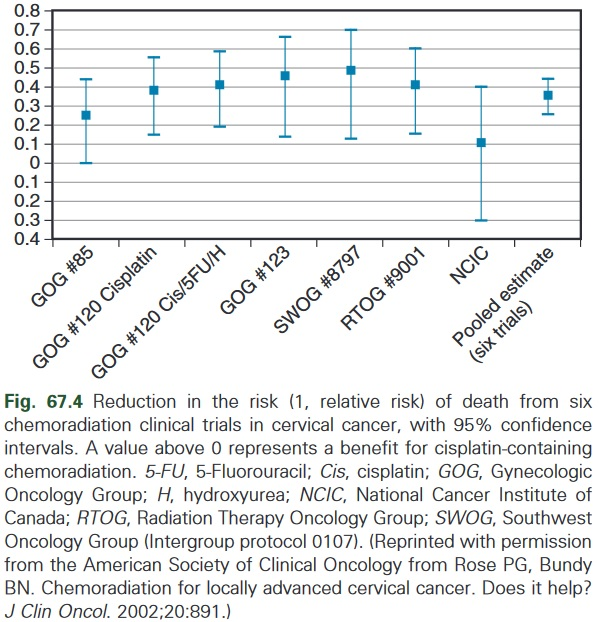 0.8
0.7
0.6
0.5
0.4
0.3
0.2
0.1
0
0.1
0.2
0.3
0.4
GOG #85
GOG #120 Cisplatin
GOG #120 Cis/5FU/H
GOG #123
SWOG #8797
RTOG #9001
NCIC
Pooled estimate
(six trials)
Fig. 67.4 Reduction in the risk (1, relative risk) of death from six
chemoradiation clinical trials in cervical cancer, with 95% confidence
intervals. A value above 0 represents a benefit for cisplatin-containing
chemoradiation. 5-FU, 5-Fluorouracil; Cis, cisplatin; GOG, Gynecologic
Oncology Group; H, hydroxyurea; NCIC, National Cancer Institute of
Canada; RTOG, Radiation Therapy Oncology Group; SWOG, Southwest
Oncology Group (Intergroup protocol 0107). (Reprinted with permission
from the American Society of Clinical Oncology from Rose PG, Bundy
BN. Chemoradiation for locally advanced cervical cancer. Does it help?
J Clin Oncol. 2002;20:891.)